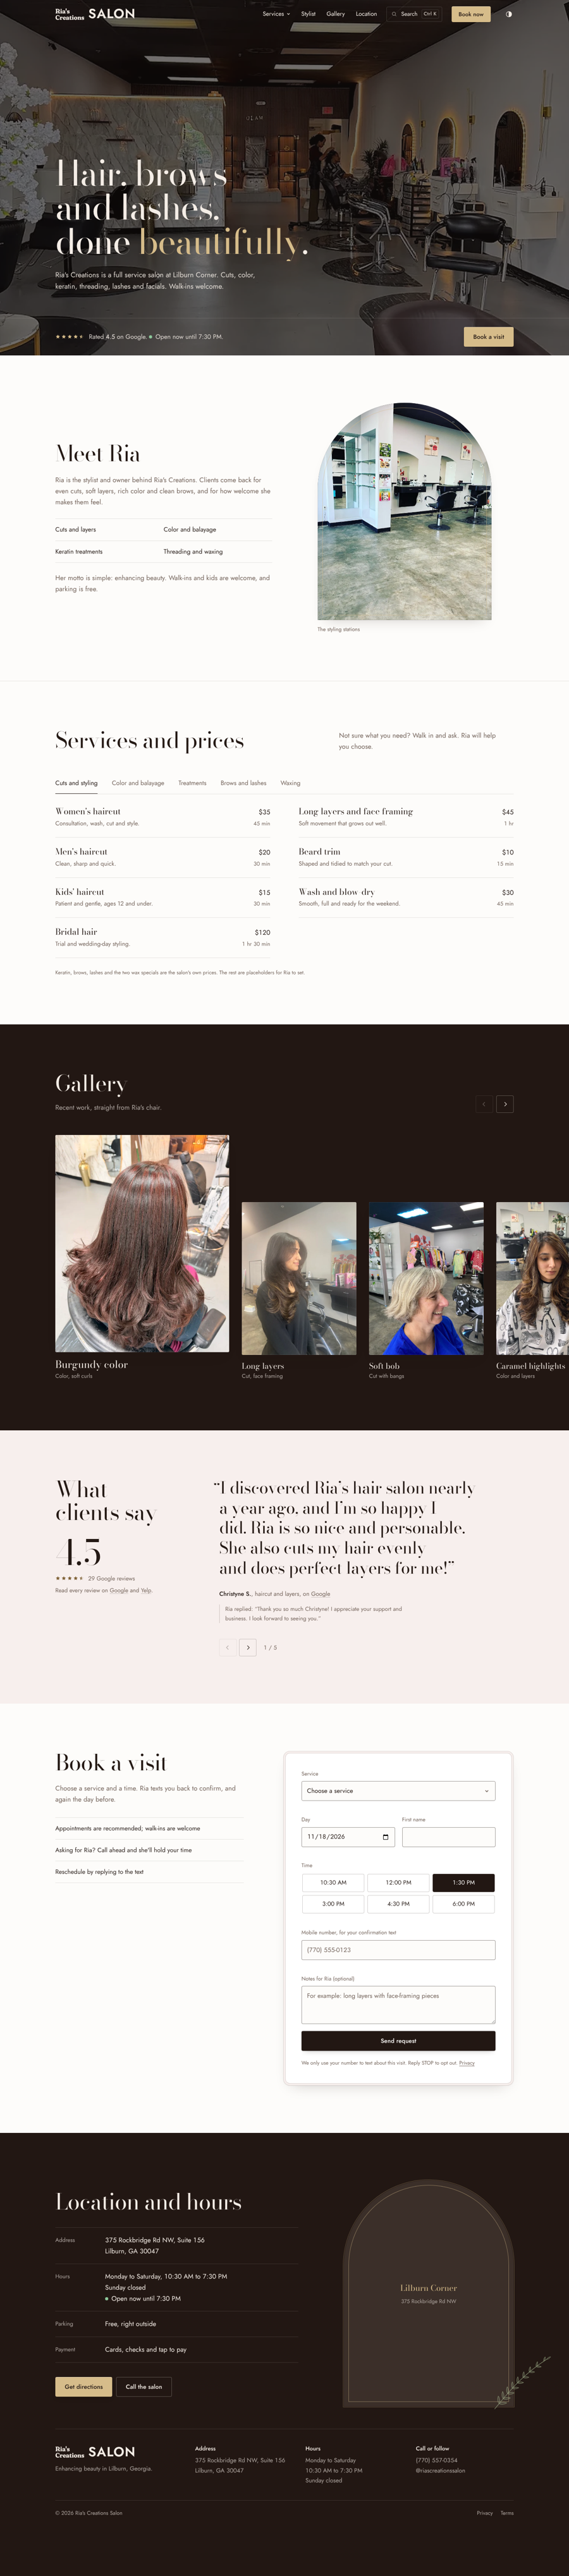 Ria's
Creations SALON
Services
Stylist
Gallery
Location
Search
Ctrl K
Book now
GLAM
Hair, brows
and lashes,
done beautifully.
Ria's Creations is a full service salon at Lilburn Corner. Cuts, color,
keratin, threading, lashes and facials. Walk-ins welcome.
Rated 4.5 on Google.
Open now until 7:30 PM.
Book a visit
Meet Ria
Ria is the stylist and owner behind Ria's Creations. Clients come back for
even cuts, soft layers, rich color and clean brows, and for how welcome she
makes them feel.
Cuts and layers
Color and balayage
Keratin treatments
Threading and waxing
Her motto is simple: enhancing beauty. Walk-ins and kids are welcome, and
parking is free.
The styling stations
Services and prices
Not sure what you need? Walk in and ask. Ria will help
you choose.
Cuts and styling
Color and balayage
Treatments
Brows and lashes
Waxing
Women's haircut
$35
Consultation, wash, cut and style.
45 min
Long layers and face framing
$45
Soft movement that grows out well.
1 hr
Men's haircut
$20
Clean, sharp and quick.
30 min
Beard trim
$10
Shaped and tidied to match your cut.
15 min
Kids' haircut
$15
Patient and gentle, ages 12 and under.
30 min
Wash and blow-dry
$30
Smooth, full and ready for the weekend.
45 min
Bridal hair
$120
Trial and wedding-day styling.
1 hr 30 min
Keratin, brows, lashes and the two wax specials are the salon's own prices. The rest are placeholders for Ria to set.
Gallery
Recent work, straight from Ria's chair.
Burgundy color
Color, soft curls
Long layers
Cut, face framing
Soft bob
Cut with bangs
Caramel highlights
Color and layers
What
clients say
4.5
29 Google reviews
Read every review on Google and Yelp.
“I discovered Ria's hair salon nearly
a year ago, and I'm so happy I
did. Ria is so nice and personable.
She also cuts my hair evenly
and does perfect layers for me!”
Christyne S., haircut and layers, on Google
Ria replied: “Thank you so much Christyne! I appreciate your support and
business. I look forward to seeing you.”
1 / 5
Book a visit
Choose a service and a time. Ria texts you back to confirm, and
again the day before.
Appointments are recommended; walk-ins are welcome
Asking for Ria? Call ahead and she'll hold your time
Reschedule by replying to the text
Service
Choose a service
Day
First name
11/18/2026
Time
10:30 AM
12:00 PM
1:30 PM
3:00 PM
4:30 PM
6:00 PM
Mobile number, for your confirmation text
(770) 555-0123
Notes for Ria (optional)
For example: long layers with face-framing pieces
Send request
We only use your number to text about this visit. Reply STOP to opt out. Privacy
Location and hours
Address
375 Rockbridge Rd NW, Suite 156
Lilburn, GA 30047
Hours
Monday to Saturday, 10:30 AM to 7:30 PM
Sunday closed
Open now until 7:30 PM
Parking
Free, right outside
Payment
Cards, checks and tap to pay
Get directions
Call the salon
Lilburn Corner
375 Rockbridge Rd NW
Ria's
Creations SALON
Enhancing beauty in Lilburn, Georgia.
Address
375 Rockbridge Rd NW, Suite 156
Lilburn, GA 30047
Hours
Monday to Saturday
10:30 AM to 7:30 PM
Sunday closed
Call or follow
(770) 557-0354
@riascreationssalon
© 2026 Ria's Creations Salon
Privacy
Terms